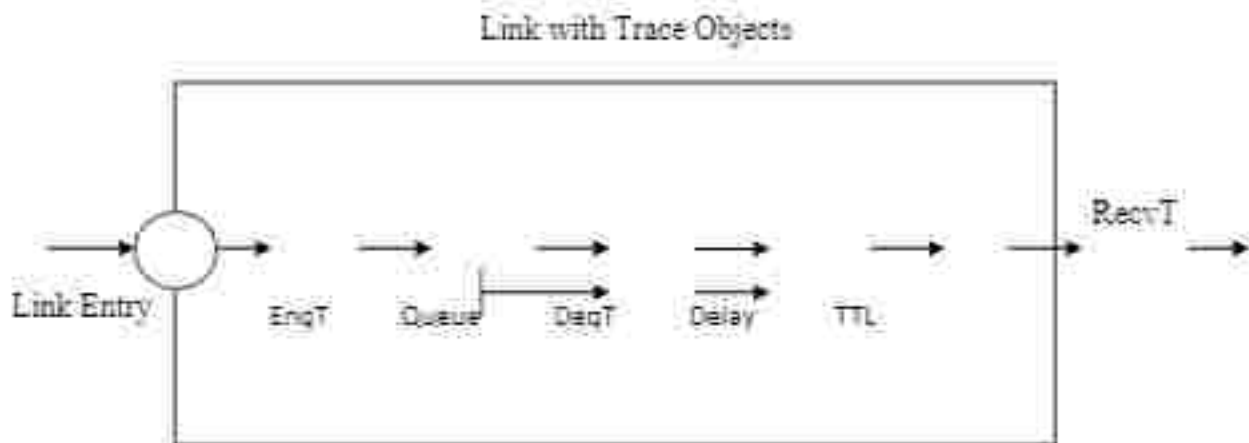 Link with Trace Objects
RecvT
Link Entry
EnqT Queue DeqT Delay TTL